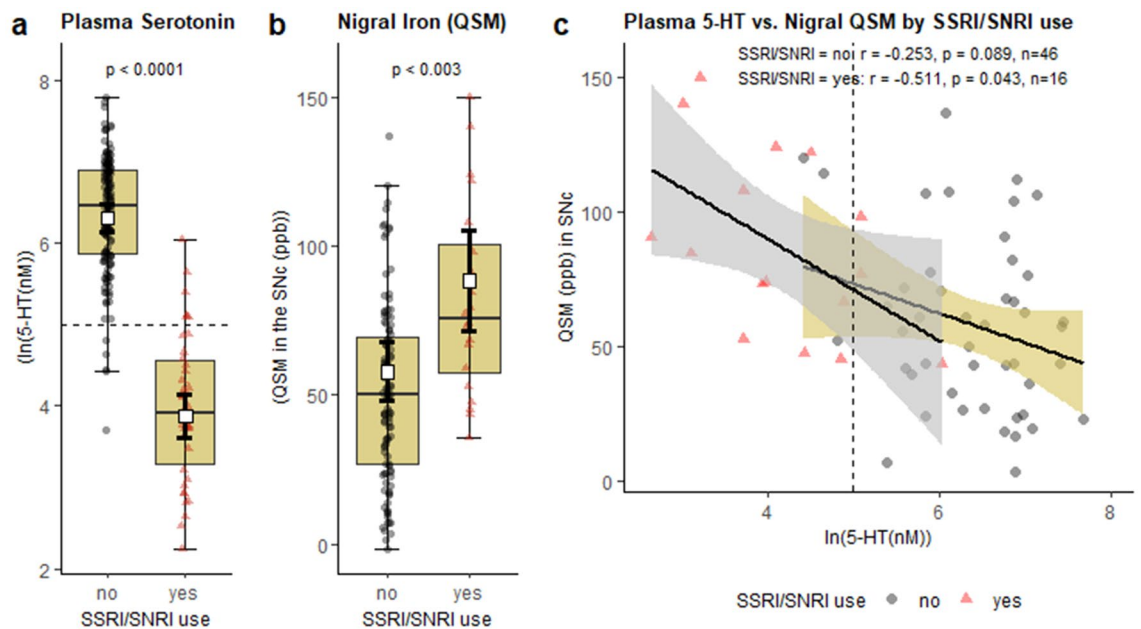 a Plasma Serotonin
p < 0.0001
(ln(5-HT(nM))
8
6
4
2
no yes
SSRI/SNRI use
b Nigral Iron (QSM)
p < 0.003
(QSM in the SNc (ppb))
150
100
50
0
no yes
SSRI/SNRI use
c Plasma 5-HT vs. Nigral QSM by SSRI/SNRI use
SSRI/SNRI = no: r = -0.253, p = 0.089, n=46
SSRI/SNRI = yes: r = -0.511, p = 0.043, n=16
QSM (ppb) in SNc
150
100
50
0
4 6 8
ln(5-HT(nM))
SSRI/SNRI use no yes